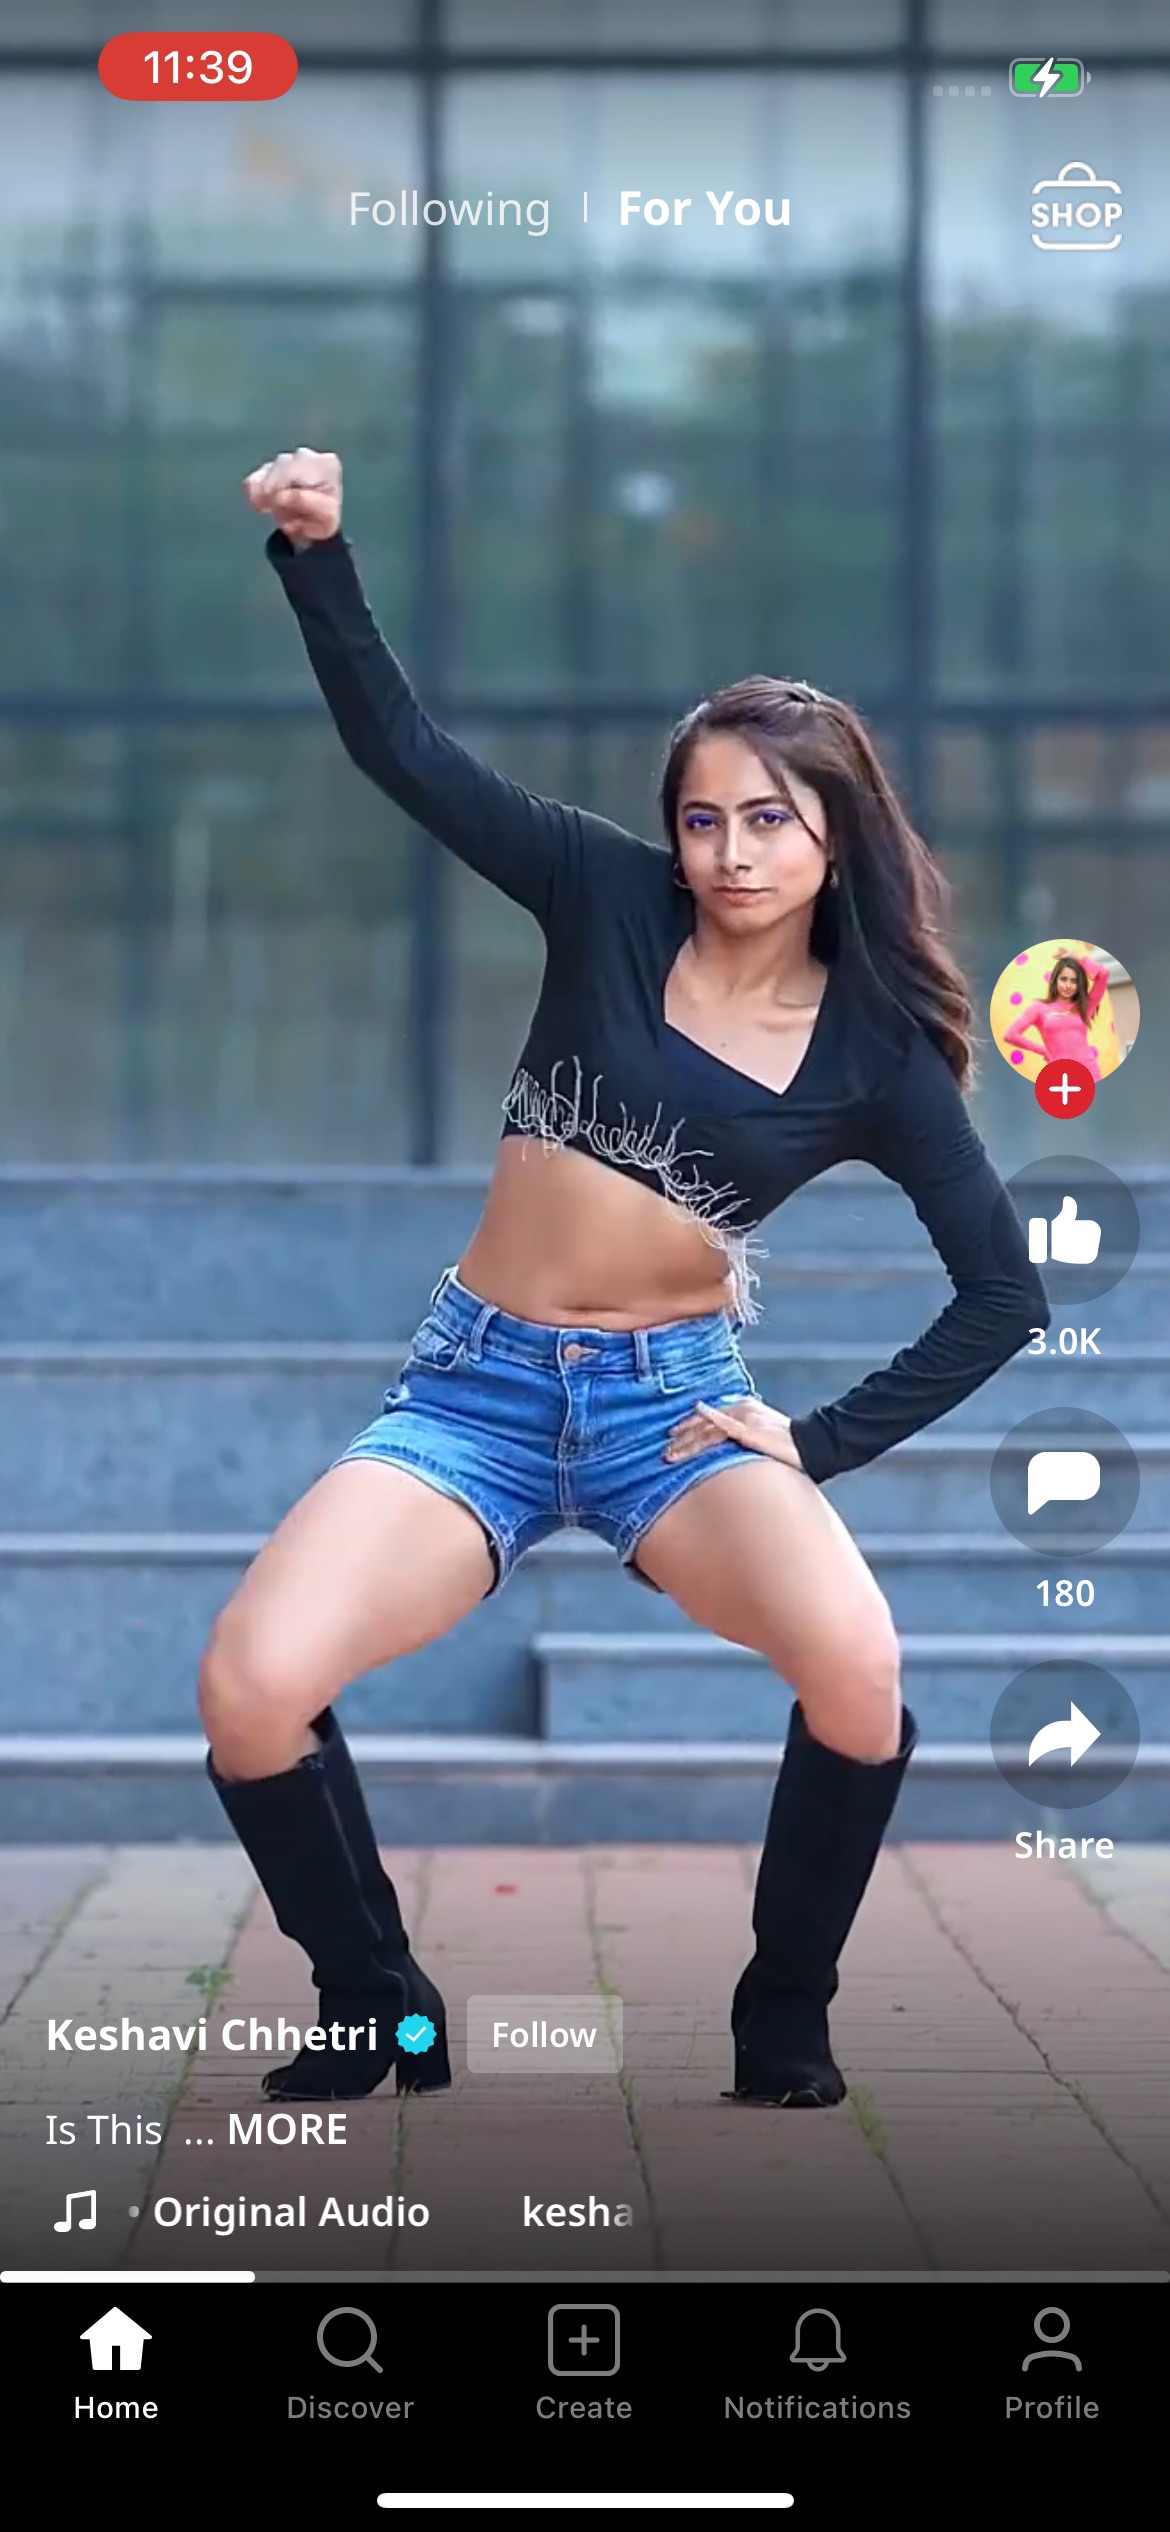 11:39
Following | For You
SHOP
3.0K
180
Share
Keshavi Chhetri
Follow
Is This ... MORE
• Original Audio kesha
Home
Discover
Create
Notifications
Profile